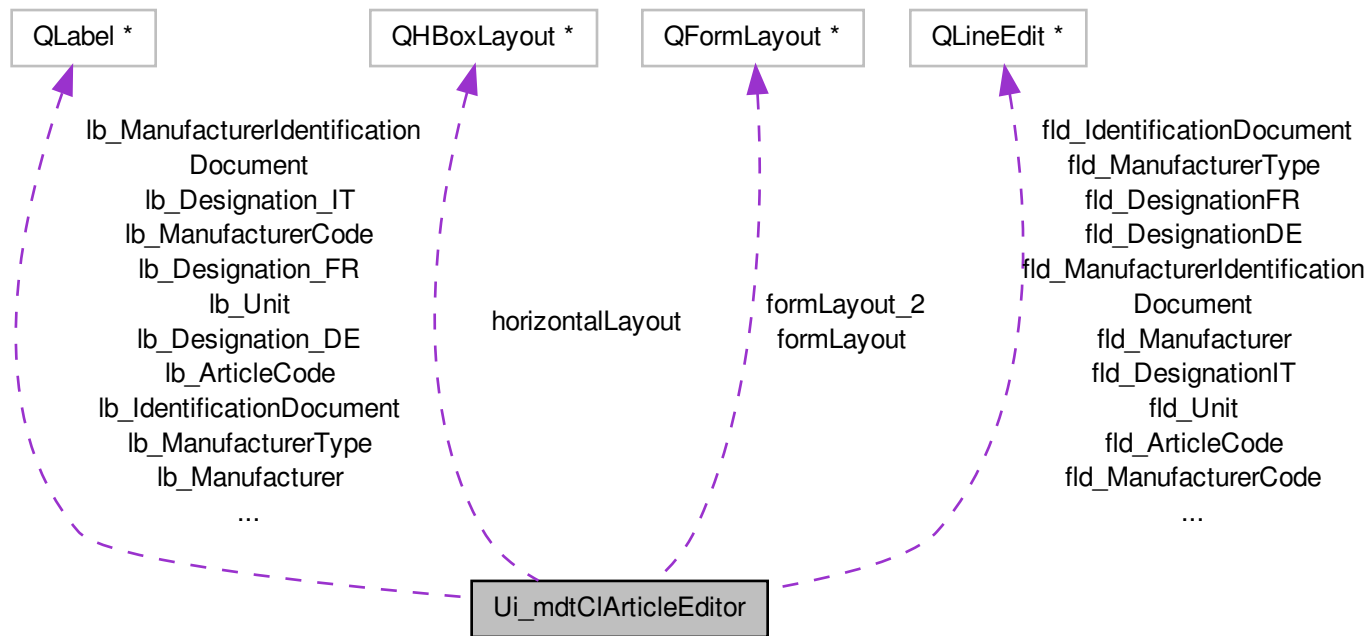 QLabel *
QHBoxLayout *
QFormLayout *
QLineEdit *
lb_ManufacturerIdentification
Document
lb_Designation_IT
lb_ManufacturerCode
lb_Designation_FR
lb_Unit
lb_Designation_DE
lb_ArticleCode
lb_IdentificationDocument
lb_ManufacturerType
lb_Manufacturer
...
horizontalLayout
formLayout_2
formLayout
fld_IdentificationDocument
fld_ManufacturerType
fld_DesignationFR
fld_DesignationDE
fld_ManufacturerIdentification
Document
fld_Manufacturer
fld_DesignationIT
fld_Unit
fld_ArticleCode
fld_ManufacturerCode
...
Ui_mdtClArticleEditor